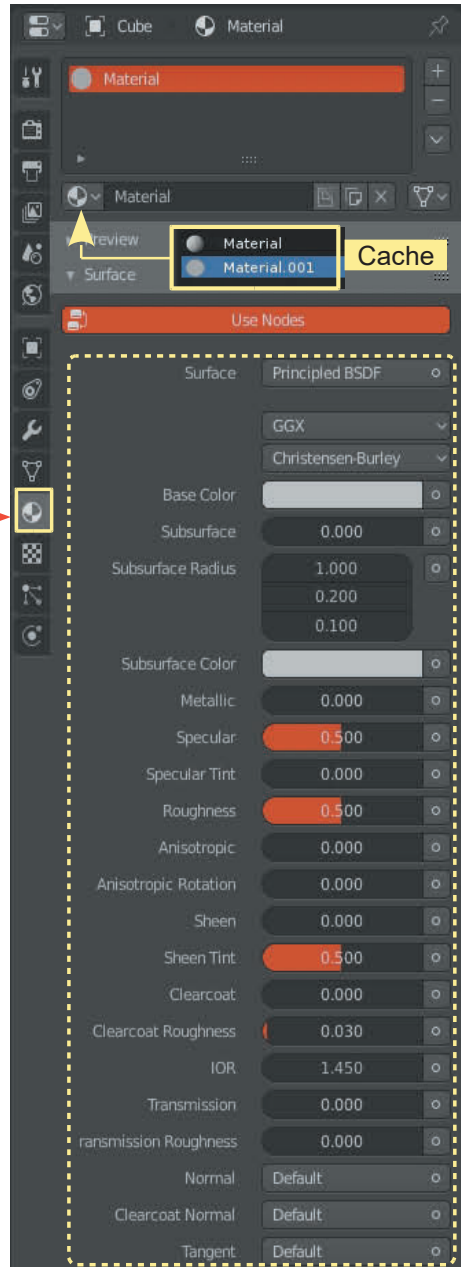 Cube Material
Material
Material
Preview
Material
Material.001
Cache
Surface
Use Nodes
Surface Principled BSDF
GGX
Christensen-Burley
Base Color
Subsurface 0.000
Subsurface Radius 1.000
0.200
0.100
Subsurface Color
Metallic 0.000
Specular 0.500
Specular Tint 0.000
Roughness 0.500
Anisotropic 0.000
Anisotropic Rotation 0.000
Sheen 0.000
Sheen Tint 0.500
Clearcoat 0.000
Clearcoat Roughness 0.030
IOR 1.450
Transmission 0.000
ransmission Roughness 0.000
Normal Default
Clearcoat Normal Default
Tangent Default